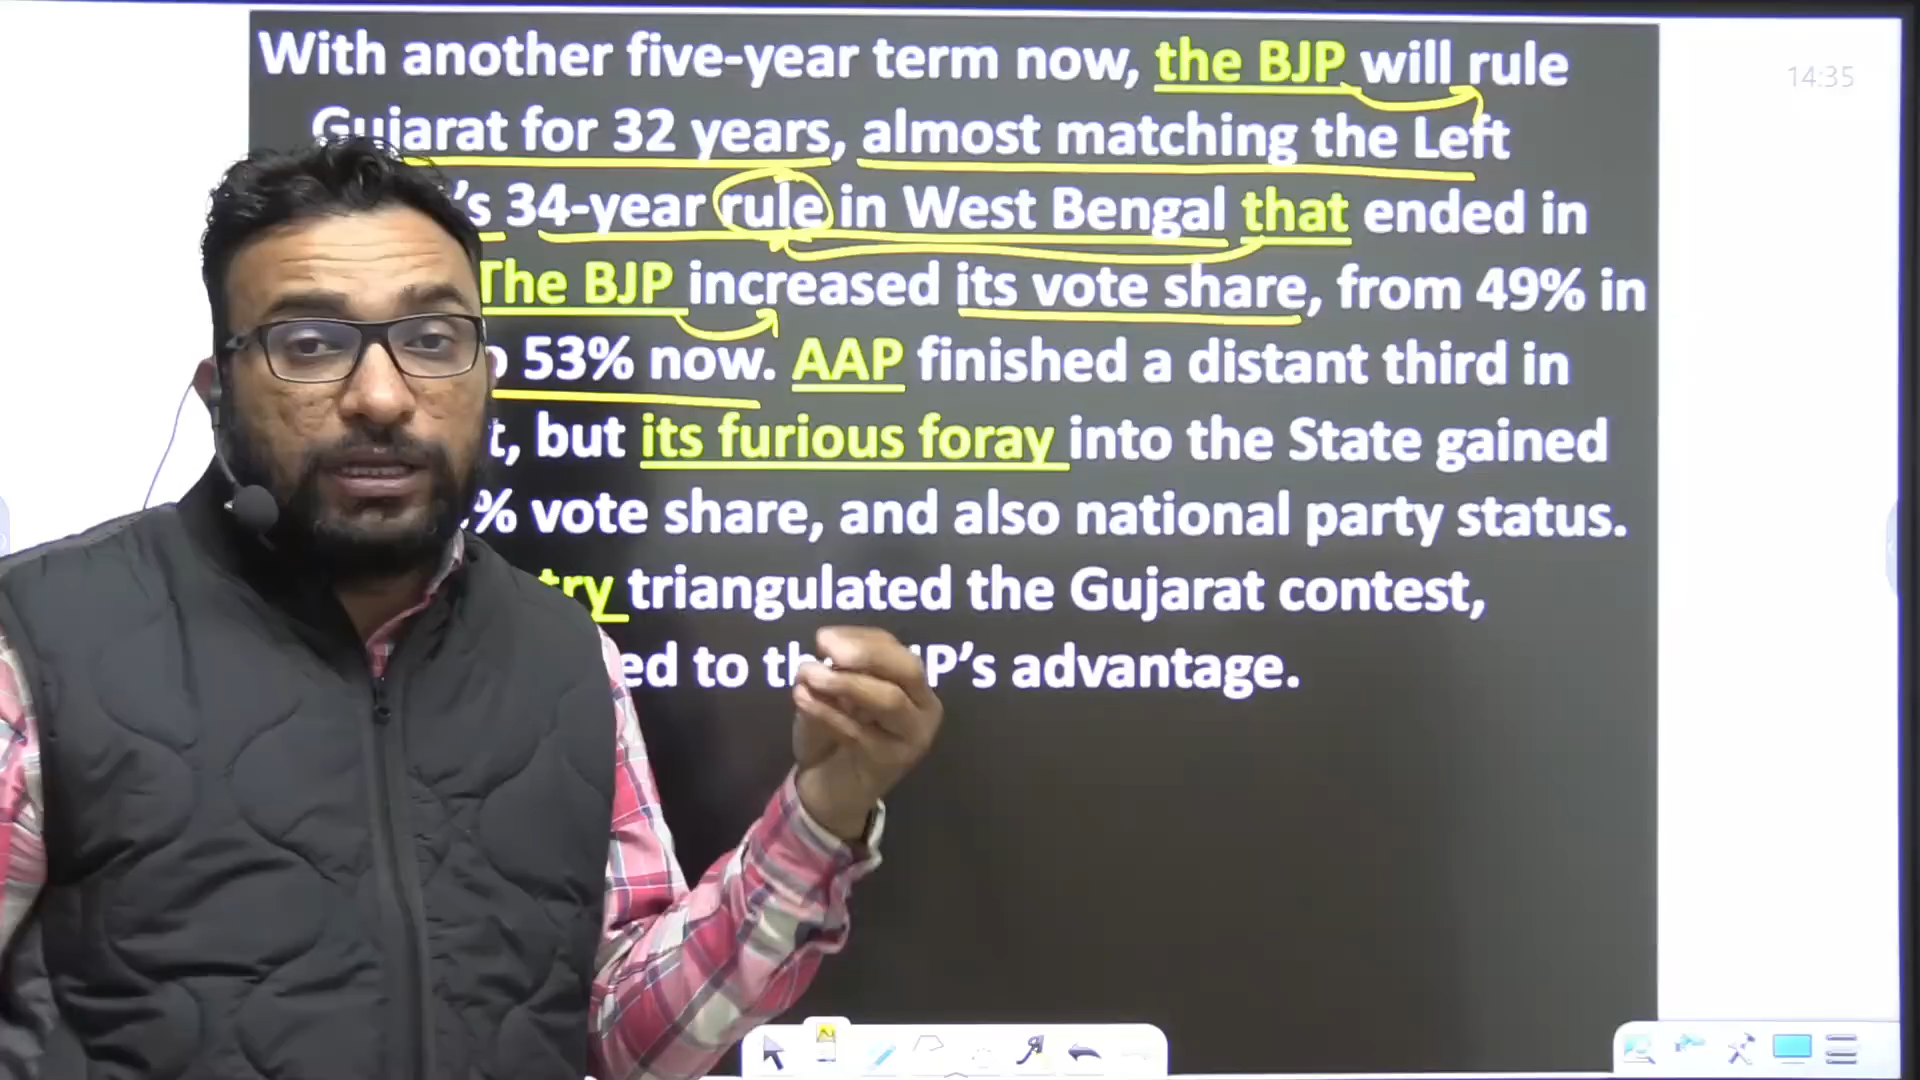 With another five-year term now, the BJP will rule
14:35
Gujarat for 32 years, almost matching the Left
's 34-year rule in West Bengal that ended in
The BJP increased its vote share, from 49% in
53% now. AAP finished a distant third in
t, but its furious foray into the State gained
% vote share, and also national party status.
try triangulated the Gujarat contest,
ed to the P's advantage.